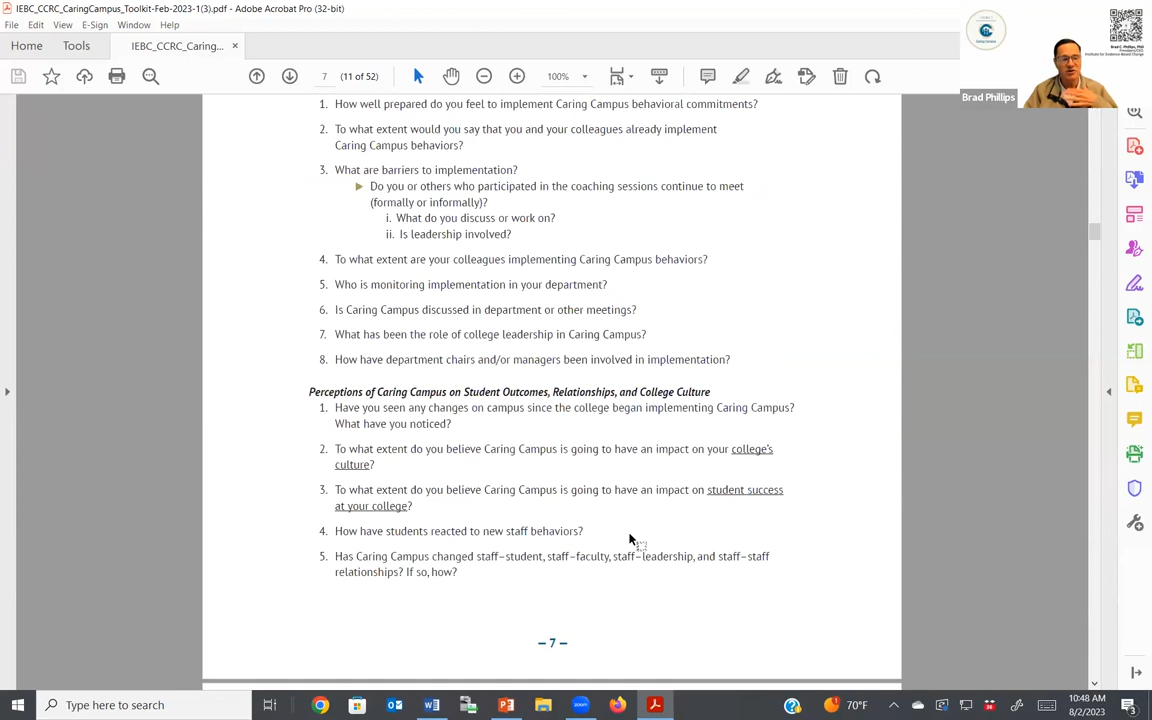 IEBC_CCRC_CaringCampus_Toolkit-Feb-2023-1(3).pdf - Adobe Acrobat Pro (32-bit)
File Edit View E-Sign Window Help
Home Tools IEBC_CCRC_Caring... ×
7 (11 of 52) 100%
Brad Phillips
1. How well prepared do you feel to implement Caring Campus behavioral commitments?
2. To what extent would you say that you and your colleagues already implement
Caring Campus behaviors?
3. What are barriers to implementation?
Do you or others who participated in the coaching sessions continue to meet
(formally or informally)?
i. What do you discuss or work on?
ii. Is leadership involved?
4. To what extent are your colleagues implementing Caring Campus behaviors?
5. Who is monitoring implementation in your department?
6. Is Caring Campus discussed in department or other meetings?
7. What has been the role of college leadership in Caring Campus?
8. How have department chairs and/or managers been involved in implementation?
Perceptions of Caring Campus on Student Outcomes, Relationships, and College Culture
1. Have you seen any changes on campus since the college began implementing Caring Campus?
What have you noticed?
2. To what extent do you believe Caring Campus is going to have an impact on your college's
culture?
3. To what extent do you believe Caring Campus is going to have an impact on student success
at your college?
4. How have students reacted to new staff behaviors?
5. Has Caring Campus changed staff–student, staff–faculty, staff–leadership, and staff–staff
relationships? If so, how?
– 7 –
Type here to search
70°F
10:48 AM
8/2/2023